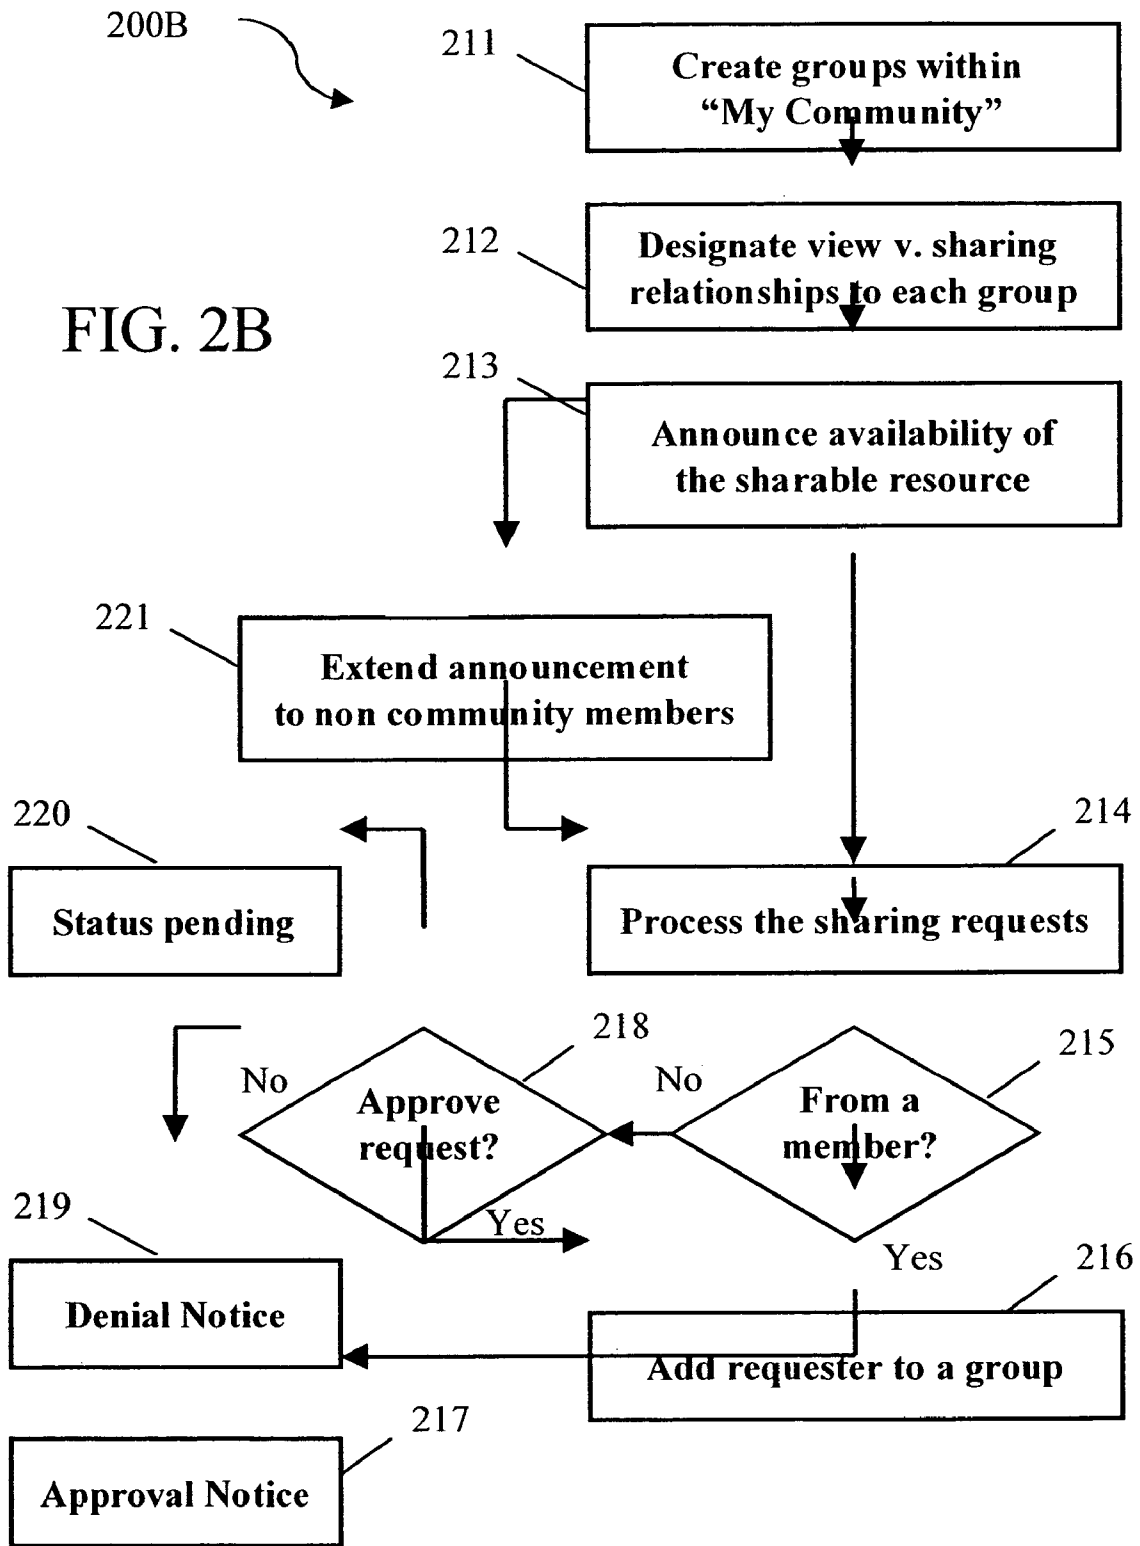 200B
211
Create groups within
“My Community”
212
Designate view v. sharing
relationships to each group
FIG. 2B
213
Announce availability of
the sharable resource
221
Extend announcement
to non community members
220
Status pending
214
Process the sharing requests
218
No
Approve
request?
Yes
215
No
From a
member?
Yes
219
Denial Notice
216
Add requester to a group
217
Approval Notice